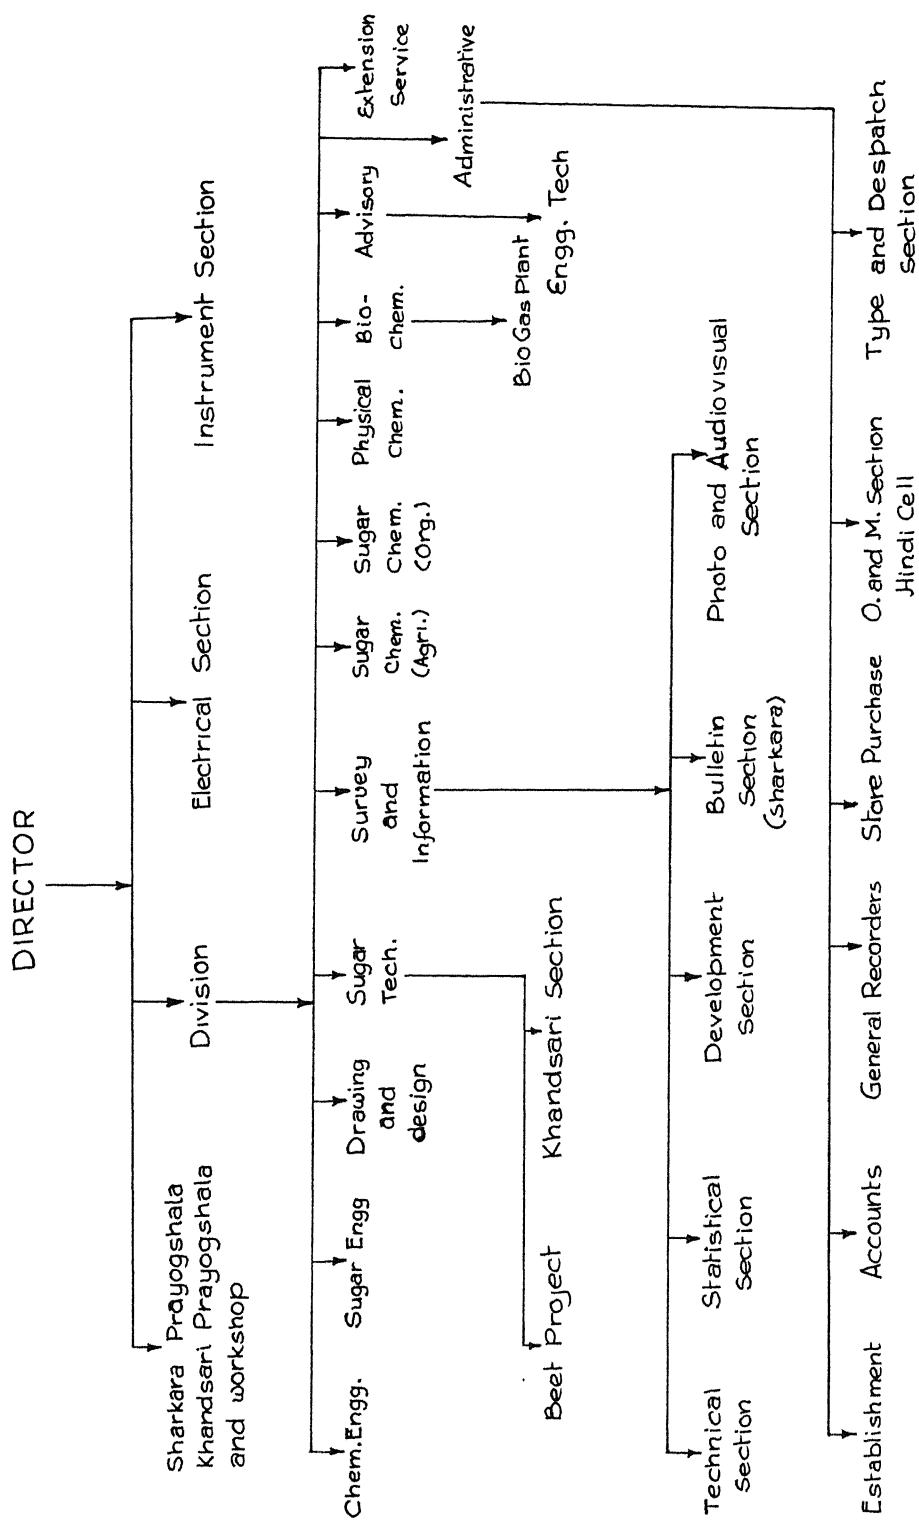 DIRECTOR
Sharkara Prayogshala
Khandsari Prayogshala
and workshop
Division
Electrical Section
Instrument Section
Chem.Engg.
Sugar Engg
Drawing
and
design
Sugar
Tech.
Survey
and
Information
Sugar
Chem.
(Agri.)
Sugar
Chem.
(Org.)
Physical
Chem.
Bio-
Chem.
Advisory
Extension
Service
Administrative
Beet Project
Khandsari Section
Bio Gas Plant
Engg. Tech
Technical
Section
Statistical
Section
Development
Section
Bulletin
Section
(Sharkara)
Photo and Audiovisual
Section
Establishment
Accounts
General Recorders
Store Purchase
O. and M. Section
Hindi Cell
Type and Despatch
Section